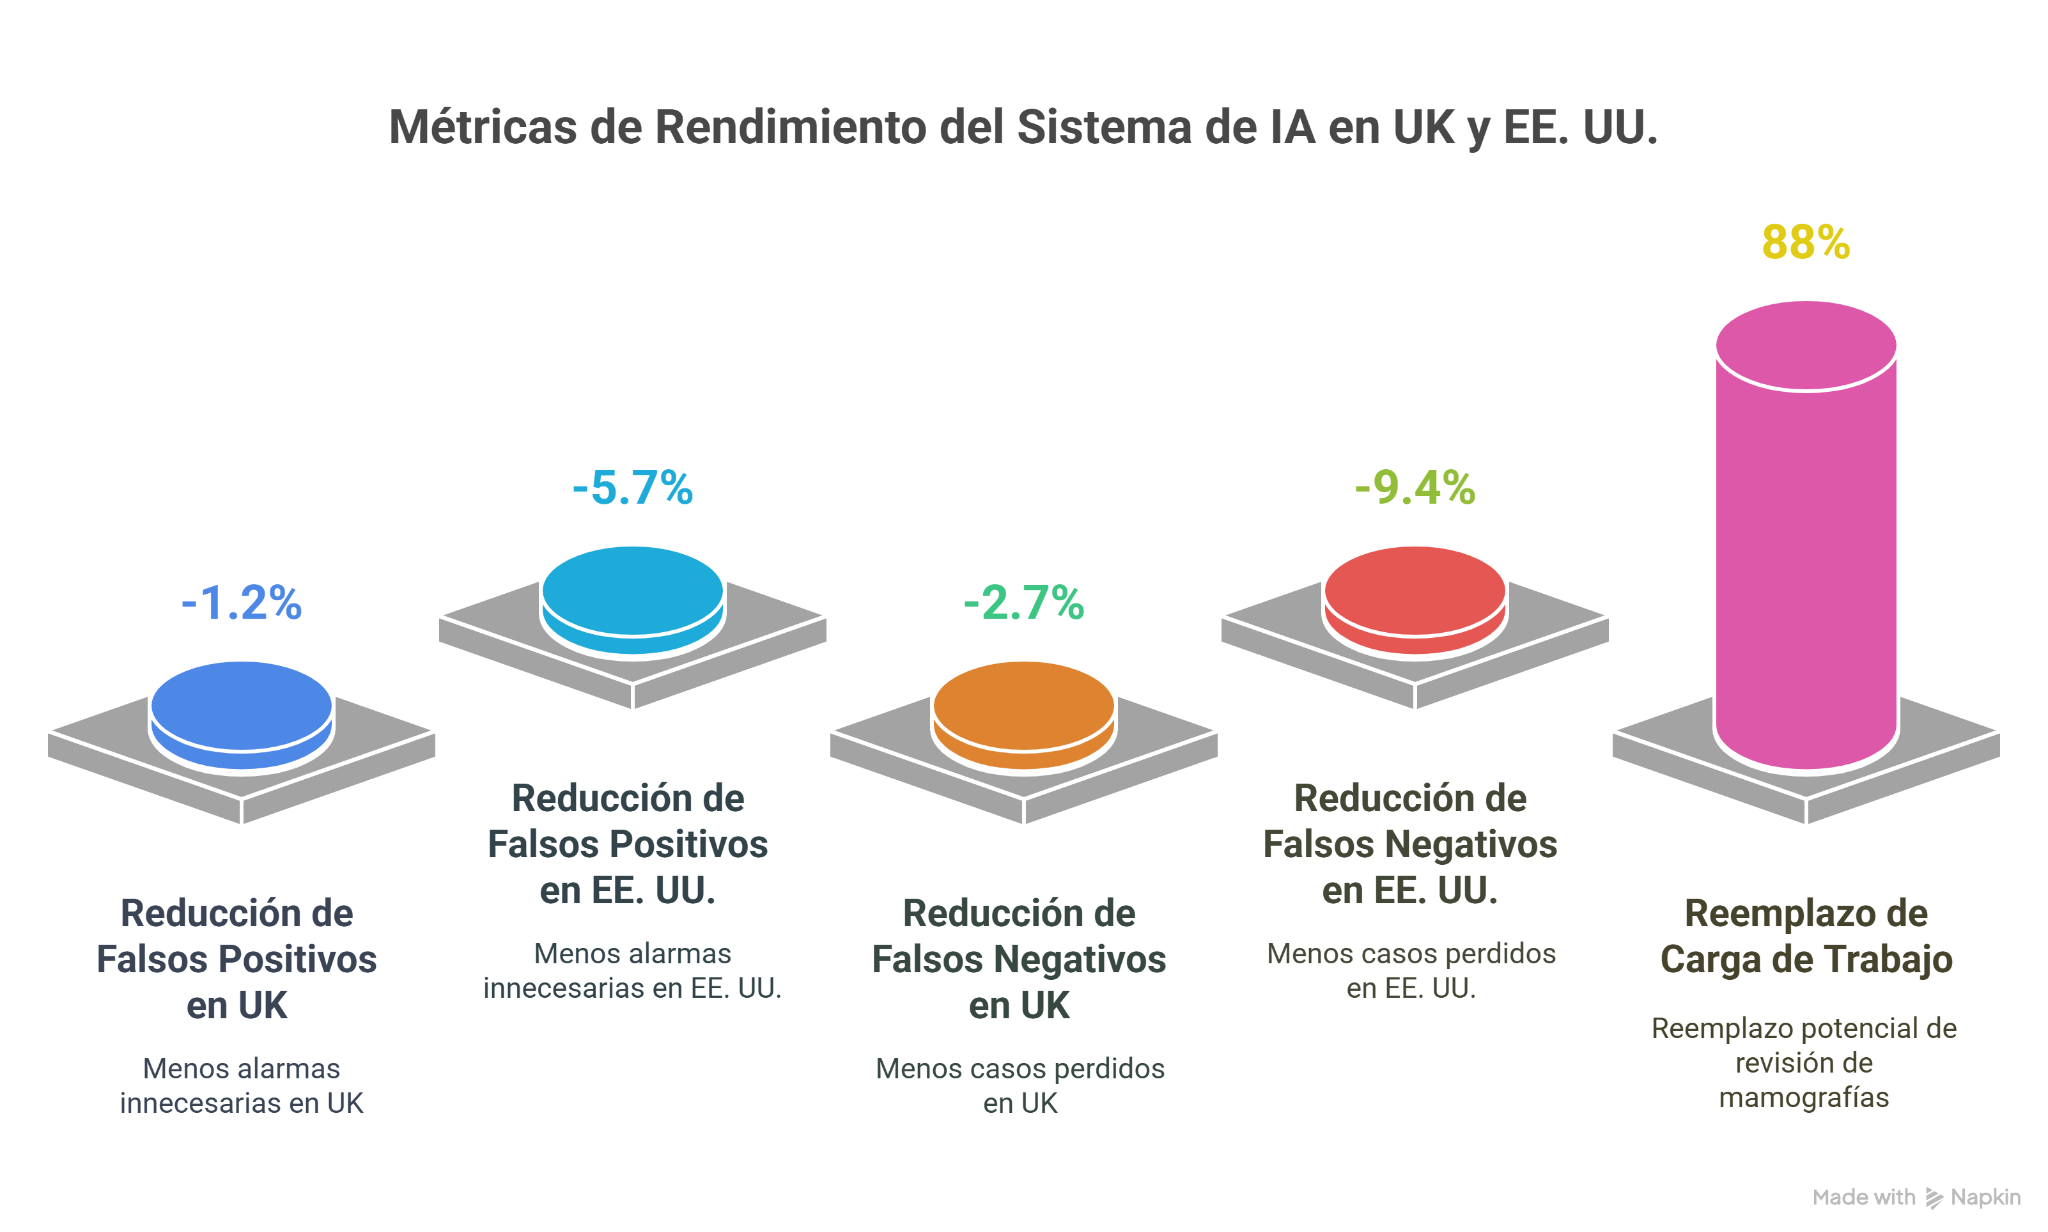 Métricas de Rendimiento del Sistema de IA en UK y EE. UU.
-1.2%
Reducción de
Falsos Positivos
en UK
Menos alarmas
innecesarias en UK
-5.7%
Reducción de
Falsos Positivos
en EE. UU.
Menos alarmas
innecesarias en EE. UU.
-2.7%
Reducción de
Falsos Negativos
en UK
Menos casos perdidos
en UK
-9.4%
Reducción de
Falsos Negativos
en EE. UU.
Menos casos perdidos
en EE. UU.
88%
Reemplazo de
Carga de Trabajo
Reemplazo potencial de
revisión de
mamografías
Made with Napkin